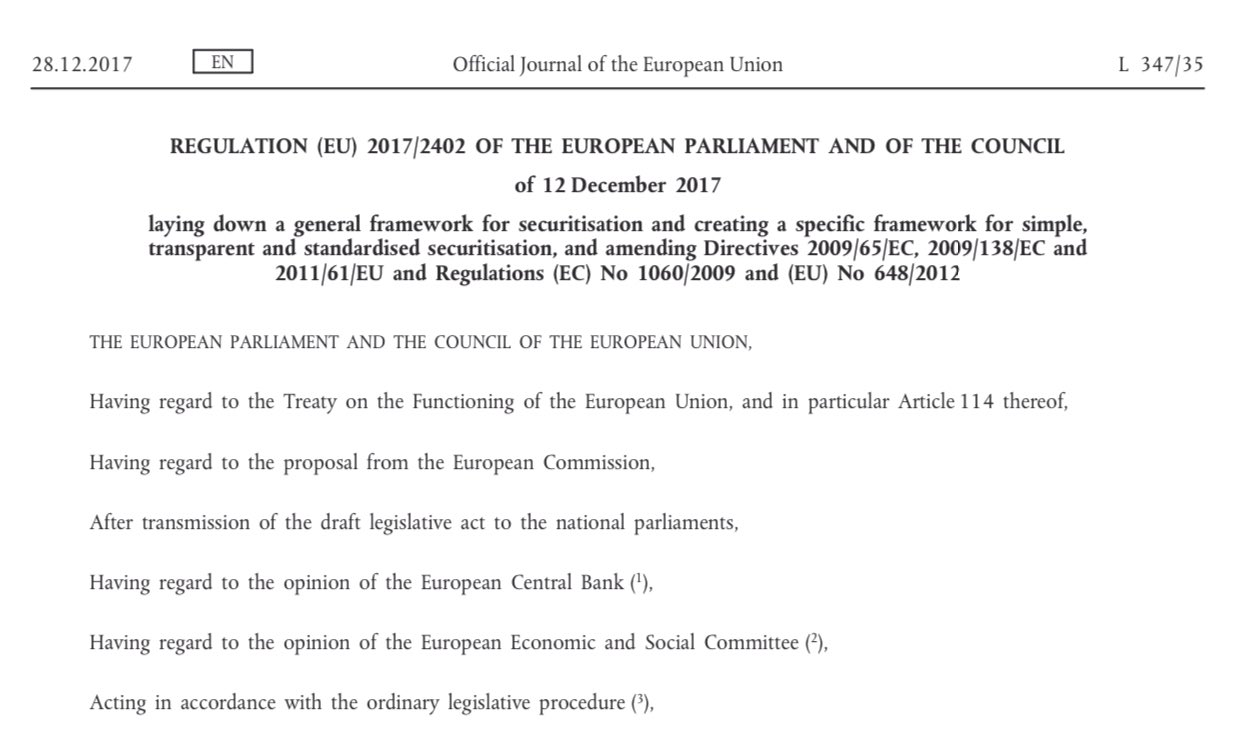 28.12.2017 EN Official Journal of the European Union L 347/35
REGULATION (EU) 2017/2402 OF THE EUROPEAN PARLIAMENT AND OF THE COUNCIL
of 12 December 2017
laying down a general framework for securitisation and creating a specific framework for simple,
transparent and standardised securitisation, and amending Directives 2009/65/EC, 2009/138/EC and
2011/61/EU and Regulations (EC) No 1060/2009 and (EU) No 648/2012
THE EUROPEAN PARLIAMENT AND THE COUNCIL OF THE EUROPEAN UNION,
Having regard to the Treaty on the Functioning of the European Union, and in particular Article 114 thereof,
Having regard to the proposal from the European Commission,
After transmission of the draft legislative act to the national parliaments,
Having regard to the opinion of the European Central Bank (¹),
Having regard to the opinion of the European Economic and Social Committee (²),
Acting in accordance with the ordinary legislative procedure (³),